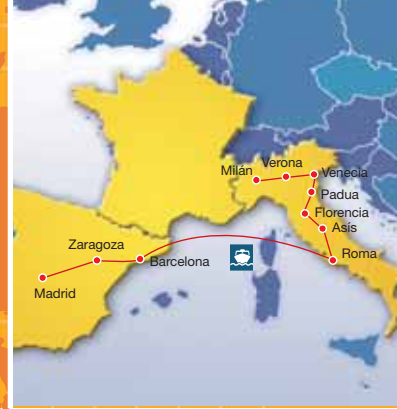 Milán
Verona
Venecia
Padua
Florencia
Asís
Zaragoza
Barcelona
Roma
Madrid